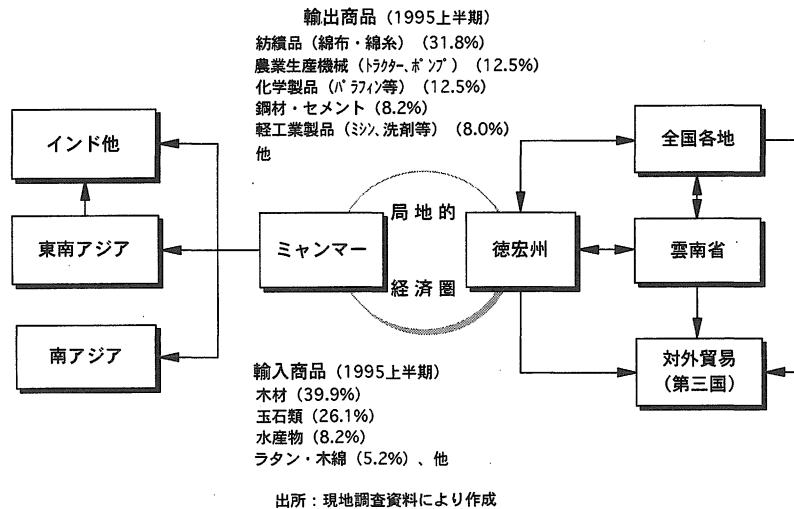 輸出商品（1995上半期）
紡績品（綿布・綿糸）（31.8%）
農業生産機械（ﾄﾗｸﾀｰ､ﾎﾟﾝﾌﾟ）（12.5%）
化学製品（ﾊﾟﾗﾌｨﾝ等）（12.5%）
鋼材・セメント（8.2%）
軽工業製品（ﾐｼﾝ､洗剤等）（8.0%）
他
インド他
東南アジア
南アジア
ミャンマー
局地的
経済圏
徳宏州
全国各地
雲南省
対外貿易
（第三国）
輸入商品（1995上半期）
木材（39.9%）
玉石類（26.1%）
水産物（8.2%）
ラタン・木綿（5.2%）、他
出所：現地調査資料により作成